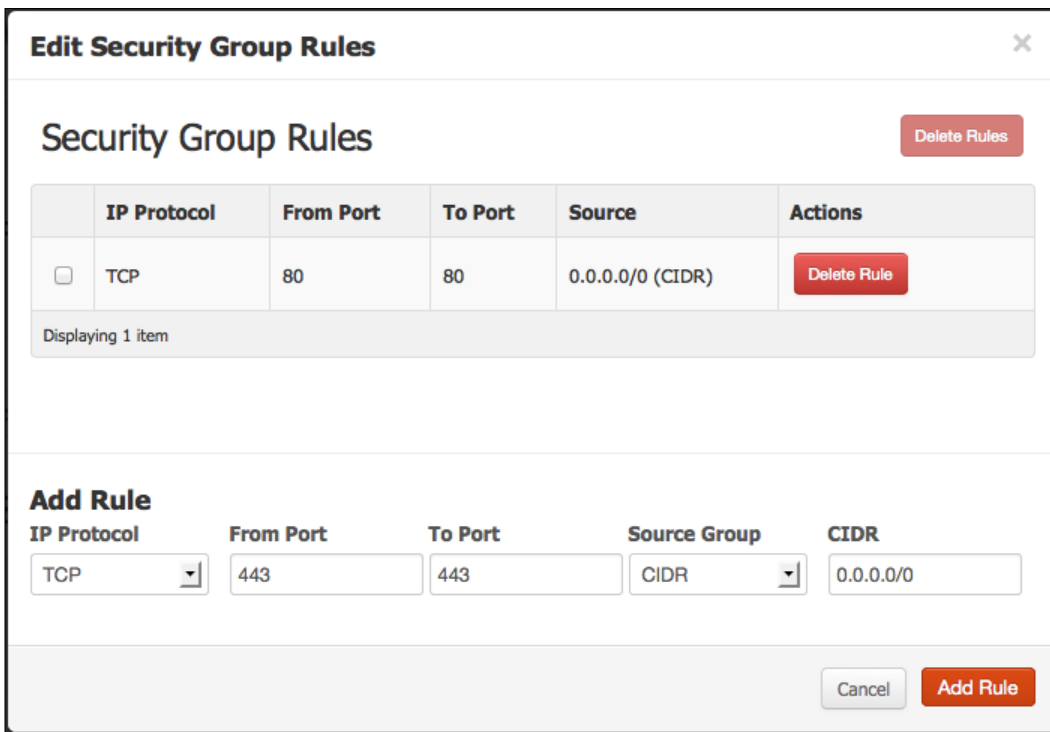 Edit Security Group Rules ×
Security Group Rules Delete Rules
IP Protocol From Port To Port Source Actions
TCP 80 80 0.0.0.0/0 (CIDR) Delete Rule
Displaying 1 item
Add Rule
IP Protocol From Port To Port Source Group CIDR
TCP 443 443 CIDR 0.0.0.0/0
Cancel Add Rule